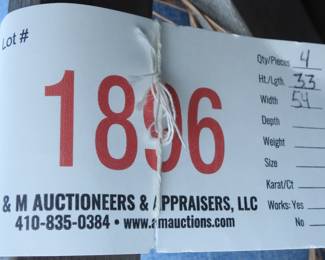 Lot #
1896
& M AUCTIONEERS & APPRAISERS, LLC
410-835-0384 • www.amauctions.com
Qty/Pieces 4
Ht./Lgth. 33
Width 54
Depth
Weight
Size
Karat/Ct
Works: Yes
No